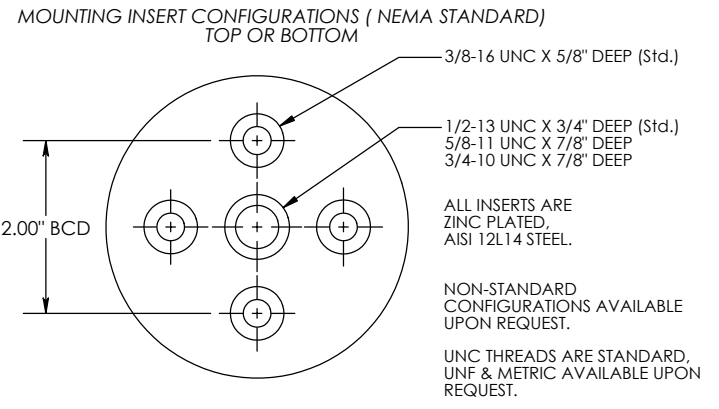 MOUNTING INSERT CONFIGURATIONS ( NEMA STANDARD)
TOP OR BOTTOM
3/8-16 UNC X 5/8" DEEP (Std.)
1/2-13 UNC X 3/4" DEEP (Std.)
5/8-11 UNC X 7/8" DEEP
3/4-10 UNC X 7/8" DEEP
2.00" BCD
ALL INSERTS ARE
ZINC PLATED,
AISI 12L14 STEEL.
NON-STANDARD
CONFIGURATIONS AVAILABLE
UPON REQUEST.
UNC THREADS ARE STANDARD,
UNF & METRIC AVAILABLE UPON
REQUEST.